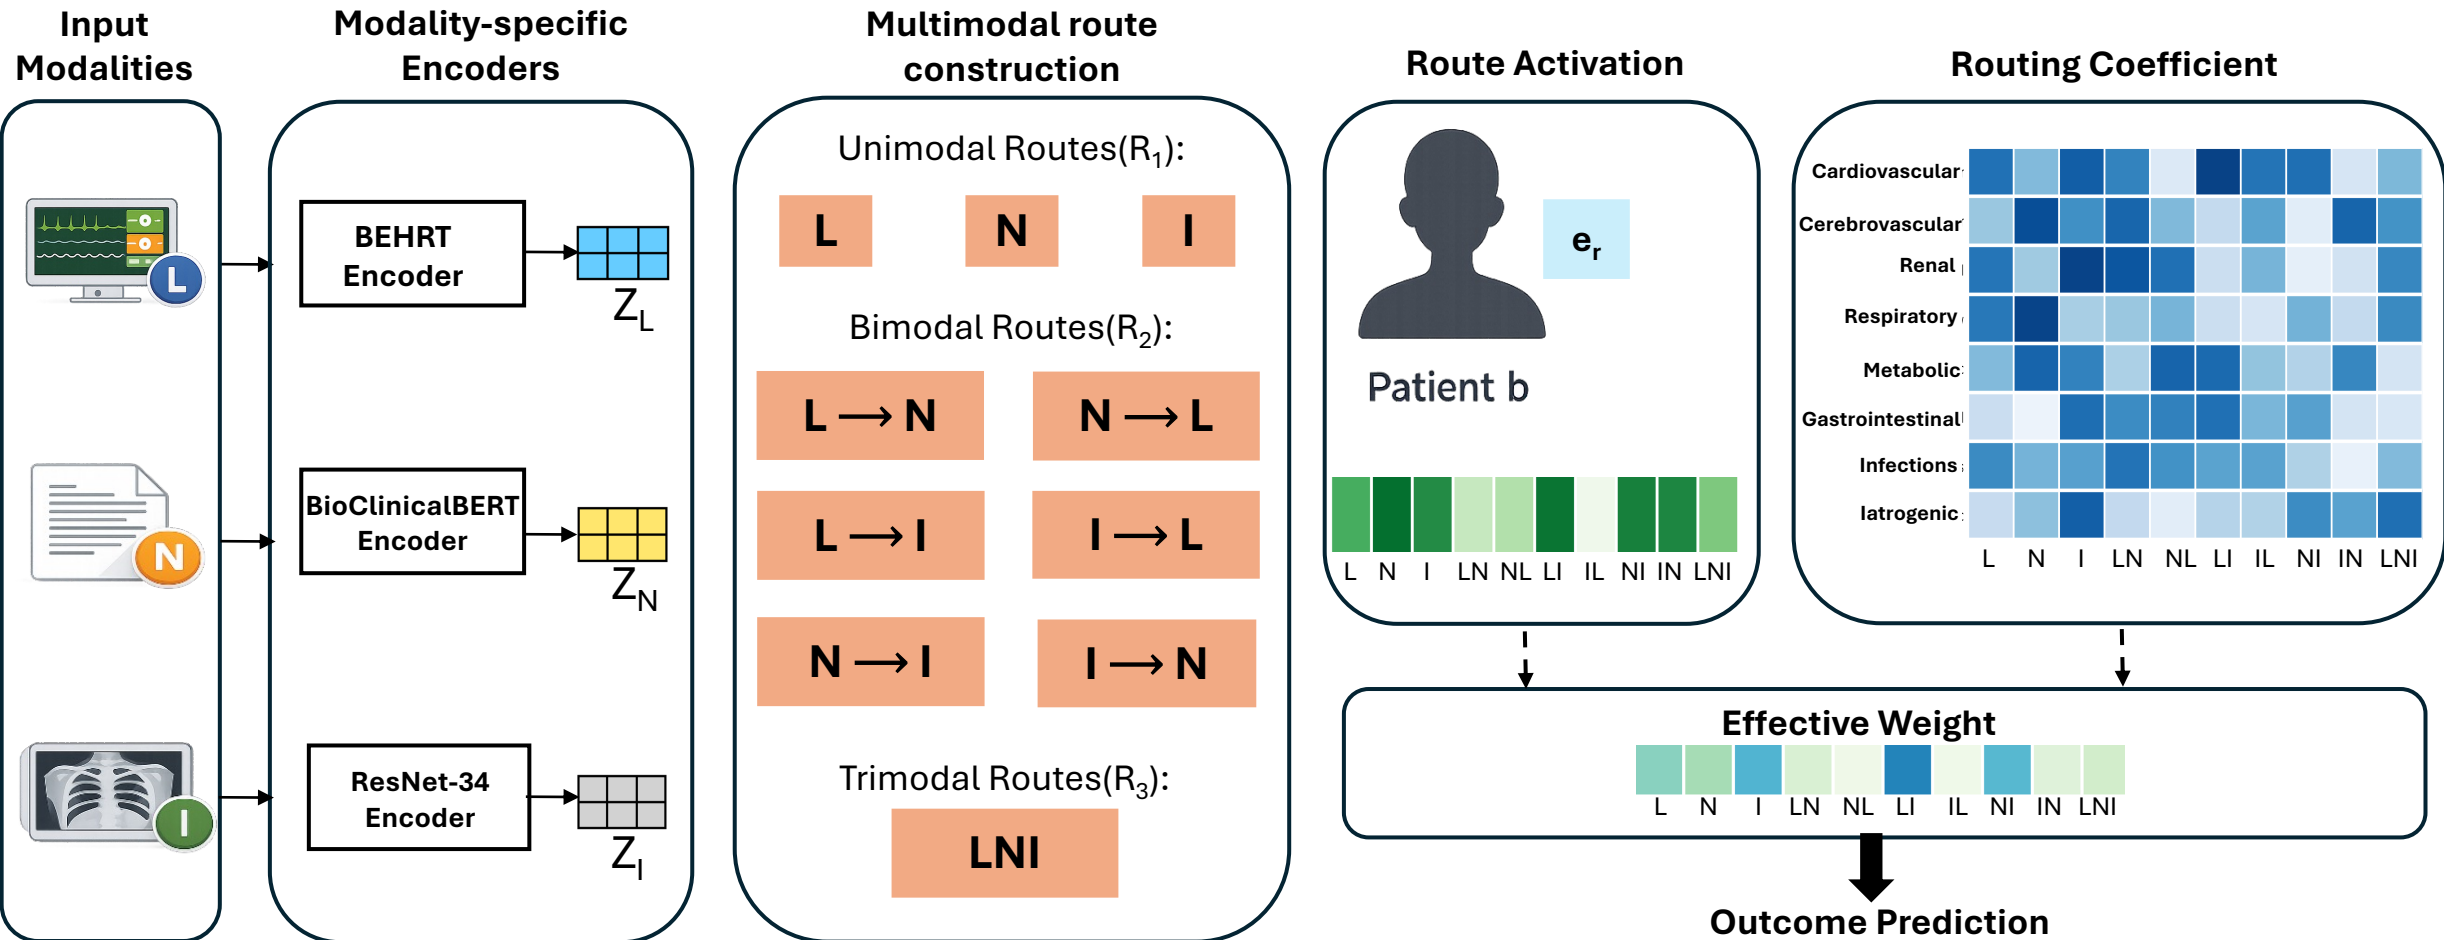 Input
Modalities
Modality-specific
Encoders
Multimodal route
construction
Route Activation
Routing Coefficient
L
N
I
BEHRT
Encoder
Z_L
BioClinicalBERT
Encoder
Z_N
ResNet-34
Encoder
Z_I
Unimodal Routes(R₁):
L N I
Bimodal Routes(R₂):
L ⟶ N N ⟶ L
L ⟶ I I ⟶ L
N ⟶ I I ⟶ N
Trimodal Routes(R₃):
LNI
e_r
Patient b
L N I LN NL LI IL NI IN LNI
Cardiovascular
Cerebrovascular
Renal
Respiratory
Metabolic
Gastrointestinal
Infections
Iatrogenic
L N I LN NL LI IL NI IN LNI
Effective Weight
L N I LN NL LI IL NI IN LNI
Outcome Prediction